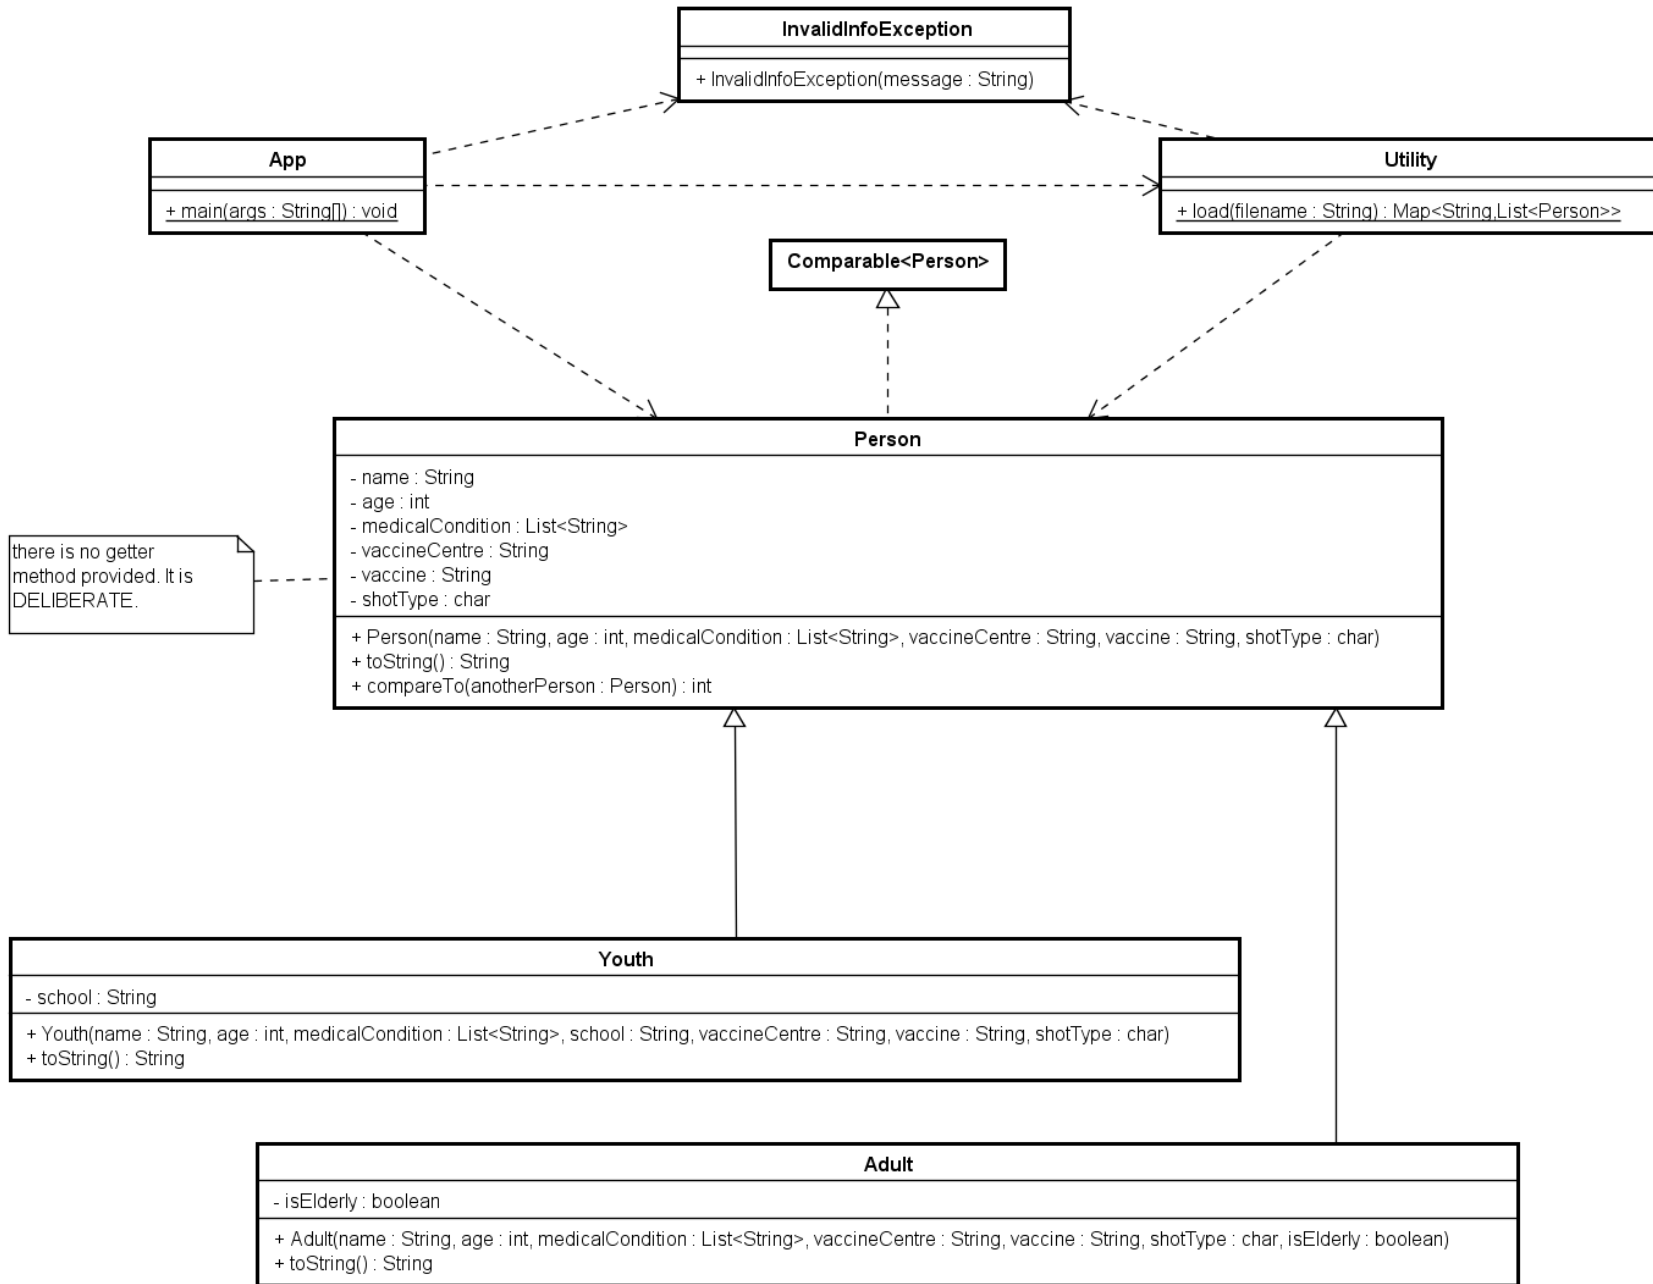 InvalidInfoException
+ InvalidInfoException(message : String)
App
+ main(args : String[]) : void
Utility
+ load(filename : String) : Map<String,List<Person>>
Comparable<Person>
Person
- name : String
- age : int
- medicalCondition : List<String>
- vaccineCentre : String
- vaccine : String
- shotType : char
+ Person(name : String, age : int, medicalCondition : List<String>, vaccineCentre : String, vaccine : String, shotType : char)
+ toString() : String
+ compareTo(anotherPerson : Person) : int
there is no getter
method provided. It is
DELIBERATE.
Youth
- school : String
+ Youth(name : String, age : int, medicalCondition : List<String>, school : String, vaccineCentre : String, vaccine : String, shotType : char)
+ toString() : String
Adult
- isElderly : boolean
+ Adult(name : String, age : int, medicalCondition : List<String>, vaccineCentre : String, vaccine : String, shotType : char, isElderly : boolean)
+ toString() : String